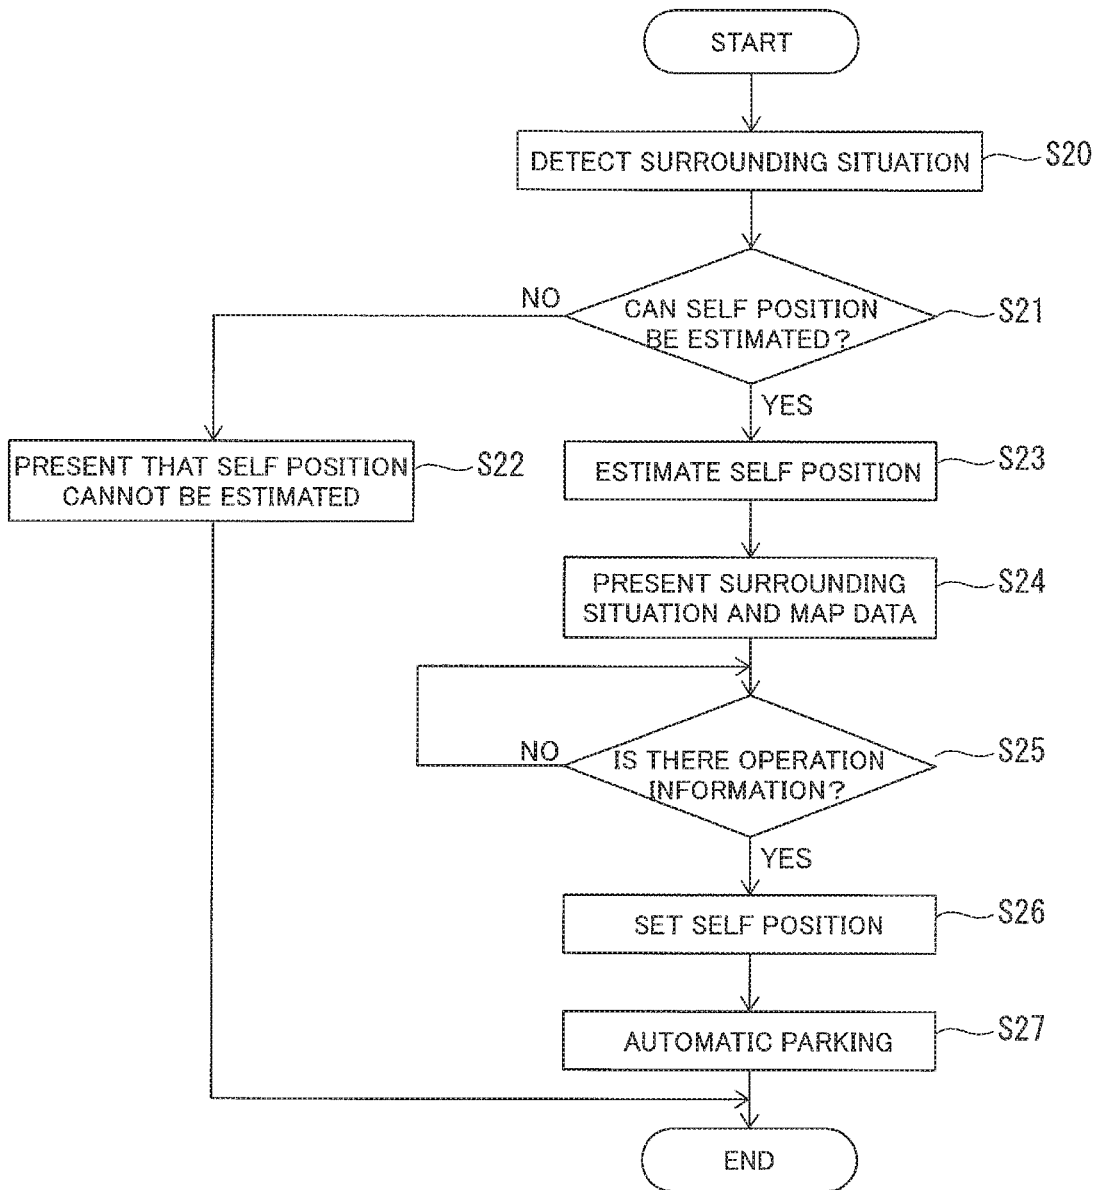 START
DETECT SURROUNDING SITUATION
S20
NO
CAN SELF POSITION
BE ESTIMATED?
S21
YES
PRESENT THAT SELF POSITION
CANNOT BE ESTIMATED
S22
ESTIMATE SELF POSITION
S23
PRESENT SURROUNDING
SITUATION AND MAP DATA
S24
NO
IS THERE OPERATION
INFORMATION?
S25
YES
SET SELF POSITION
S26
AUTOMATIC PARKING
S27
END